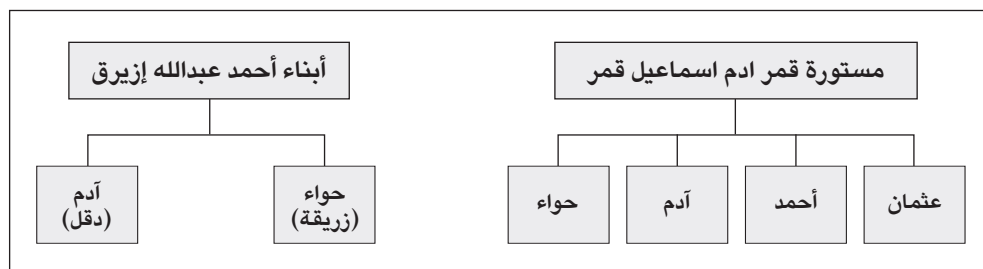 مستورة قمر ادم اسماعيل قمر
عثمان
أحمد
آدم
حواء
أبناء أحمد عبدالله إزيرق
حواء
(زريقة)
آدم
(دقل)